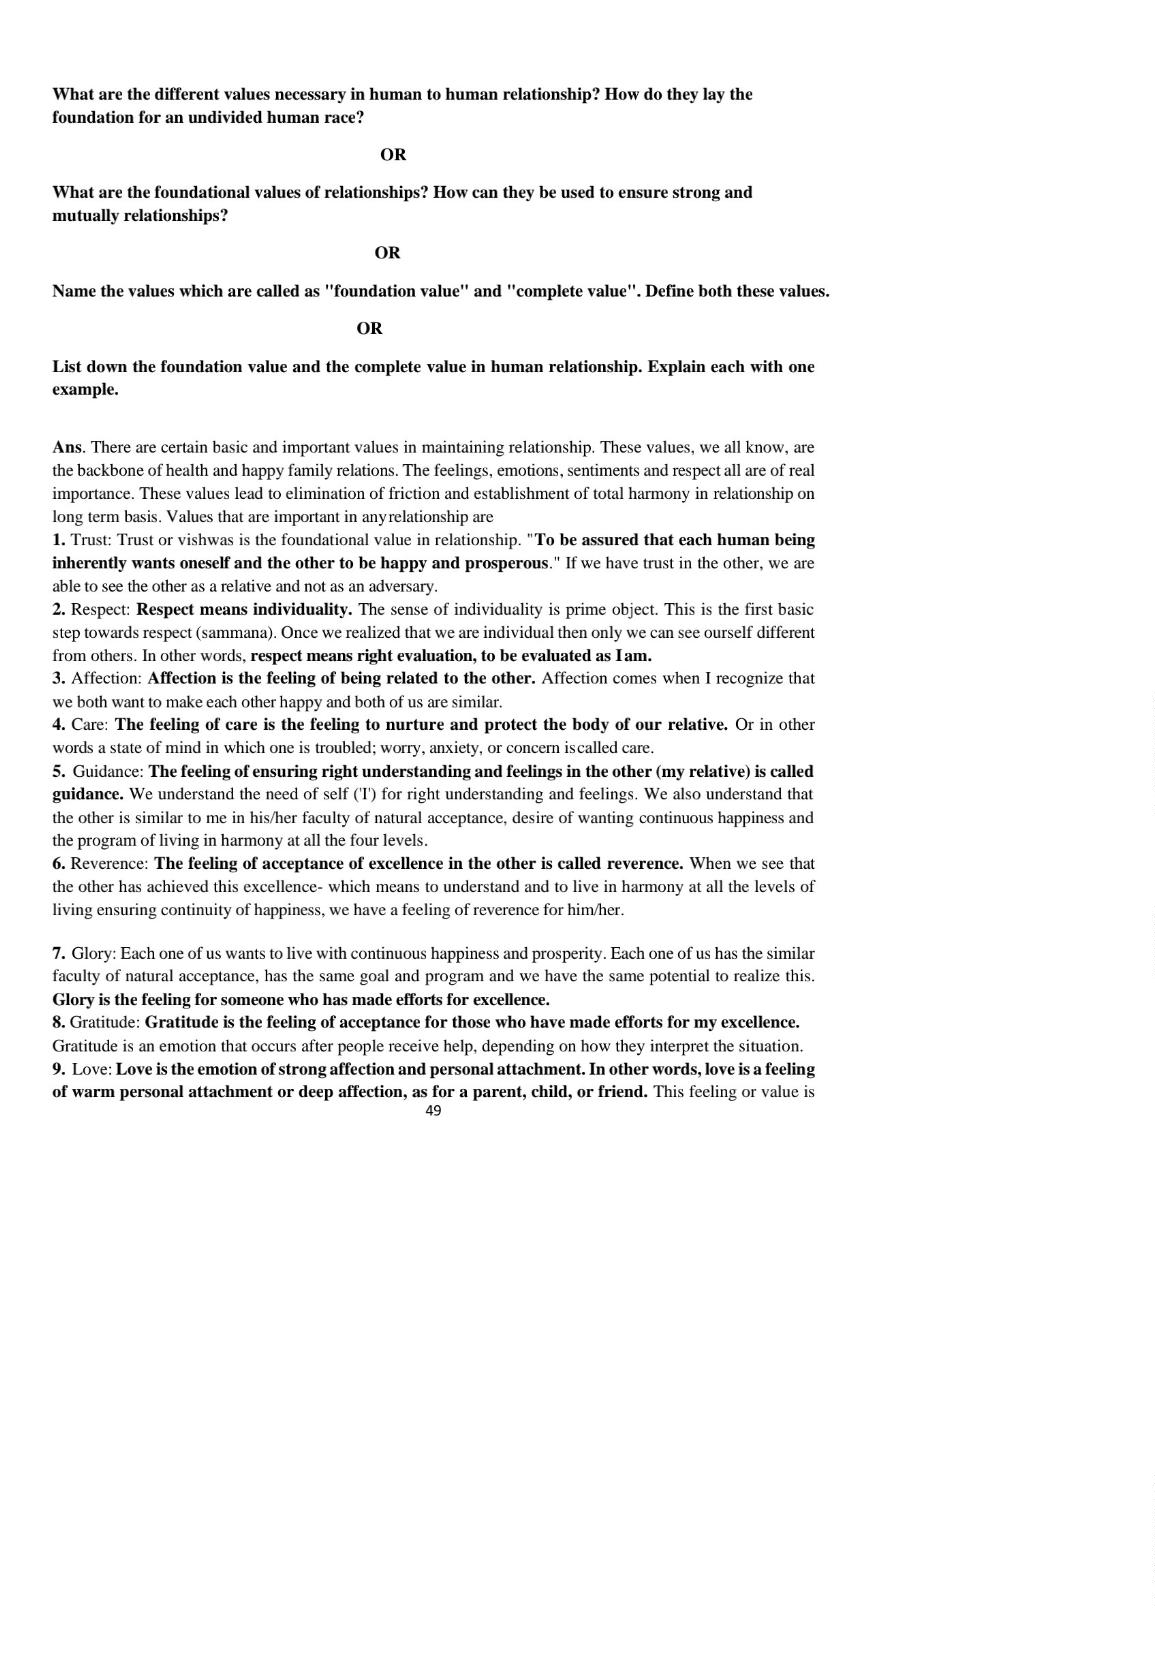 What are the different values necessary in human to human relationship? How do they lay the
foundation for an undivided human race?
OR
What are the foundational values of relationships? How can they be used to ensure strong and
mutually relationships?
OR
Name the values which are called as "foundation value" and "complete value". Define both these values.
OR
List down the foundation value and the complete value in human relationship. Explain each with one
example.
Ans. There are certain basic and important values in maintaining relationship. These values, we all know, are
the backbone of health and happy family relations. The feelings, emotions, sentiments and respect all are of real
importance. These values lead to elimination of friction and establishment of total harmony in relationship on
long term basis. Values that are important in any relationship are
1. Trust: Trust or vishwas is the foundational value in relationship. "To be assured that each human being
inherently wants oneself and the other to be happy and prosperous." If we have trust in the other, we are
able to see the other as a relative and not as an adversary.
2. Respect: Respect means individuality. The sense of individuality is prime object. This is the first basic
step towards respect (sammana). Once we realized that we are individual then only we can see ourself different
from others. In other words, respect means right evaluation, to be evaluated as I am.
3. Affection: Affection is the feeling of being related to the other. Affection comes when I recognize that
we both want to make each other happy and both of us are similar.
4. Care: The feeling of care is the feeling to nurture and protect the body of our relative. Or in other
words a state of mind in which one is troubled; worry, anxiety, or concern is called care.
5. Guidance: The feeling of ensuring right understanding and feelings in the other (my relative) is called
guidance. We understand the need of self ('I') for right understanding and feelings. We also understand that
the other is similar to me in his/her faculty of natural acceptance, desire of wanting continuous happiness and
the program of living in harmony at all the four levels.
6. Reverence: The feeling of acceptance of excellence in the other is called reverence. When we see that
the other has achieved this excellence- which means to understand and to live in harmony at all the levels of
living ensuring continuity of happiness, we have a feeling of reverence for him/her.
7. Glory: Each one of us wants to live with continuous happiness and prosperity. Each one of us has the similar
faculty of natural acceptance, has the same goal and program and we have the same potential to realize this.
Glory is the feeling for someone who has made efforts for excellence.
8. Gratitude: Gratitude is the feeling of acceptance for those who have made efforts for my excellence.
Gratitude is an emotion that occurs after people receive help, depending on how they interpret the situation.
9. Love: Love is the emotion of strong affection and personal attachment. In other words, love is a feeling
of warm personal attachment or deep affection, as for a parent, child, or friend. This feeling or value is
49